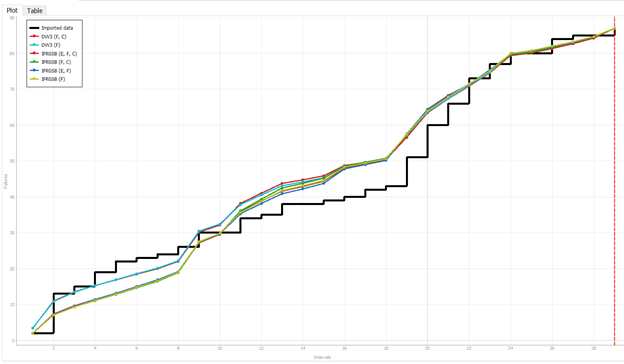 Plot Table
Imported data
DW3 (F, C)
DW3 (F)
IFRGSB (E, F, C)
IFRGSB (F, C)
IFRGSB (E, F)
IFRGSB (F)
90
80
70
60
50
40
30
20
10
0
Failures
2 4 6 8 10 12 14 16 18 20 22 24 26 28
Intervals